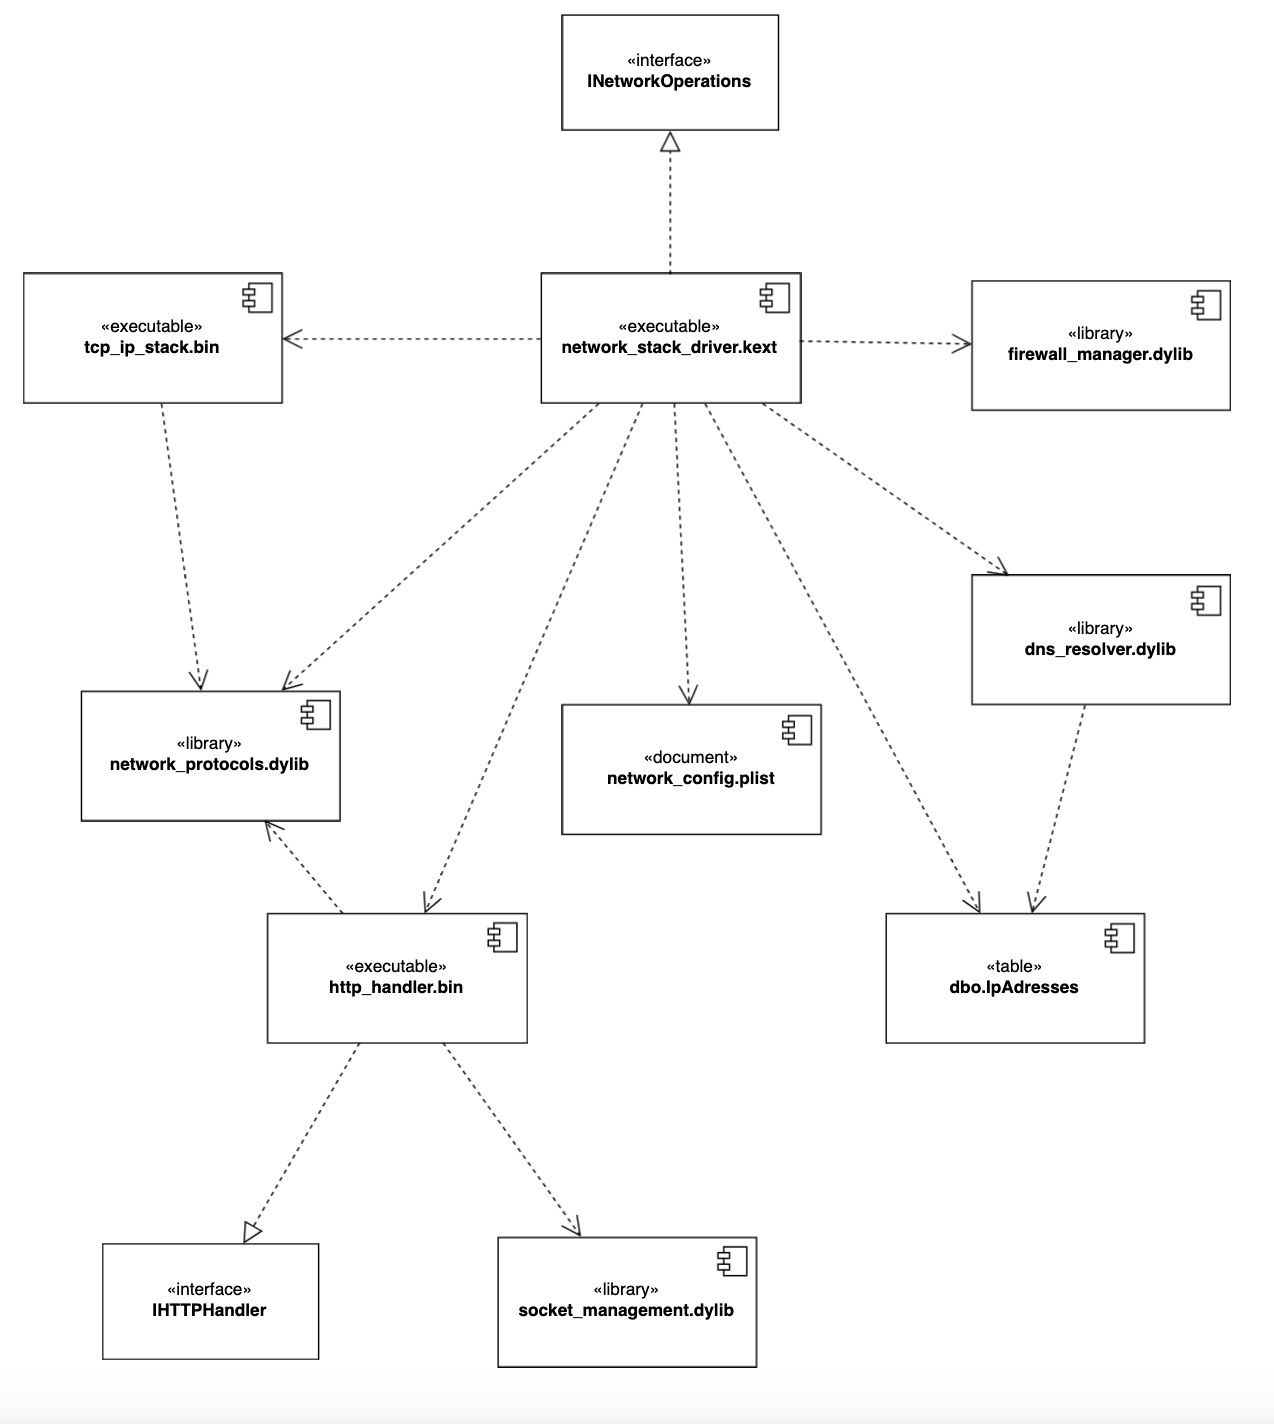 «interface»
INetworkOperations
«executable»
tcp_ip_stack.bin
«executable»
network_stack_driver.kext
«library»
firewall_manager.dylib
«library»
dns_resolver.dylib
«library»
network_protocols.dylib
«document»
network_config.plist
«executable»
http_handler.bin
«table»
dbo.IpAdresses
«interface»
IHTTPHandler
«library»
socket_management.dylib